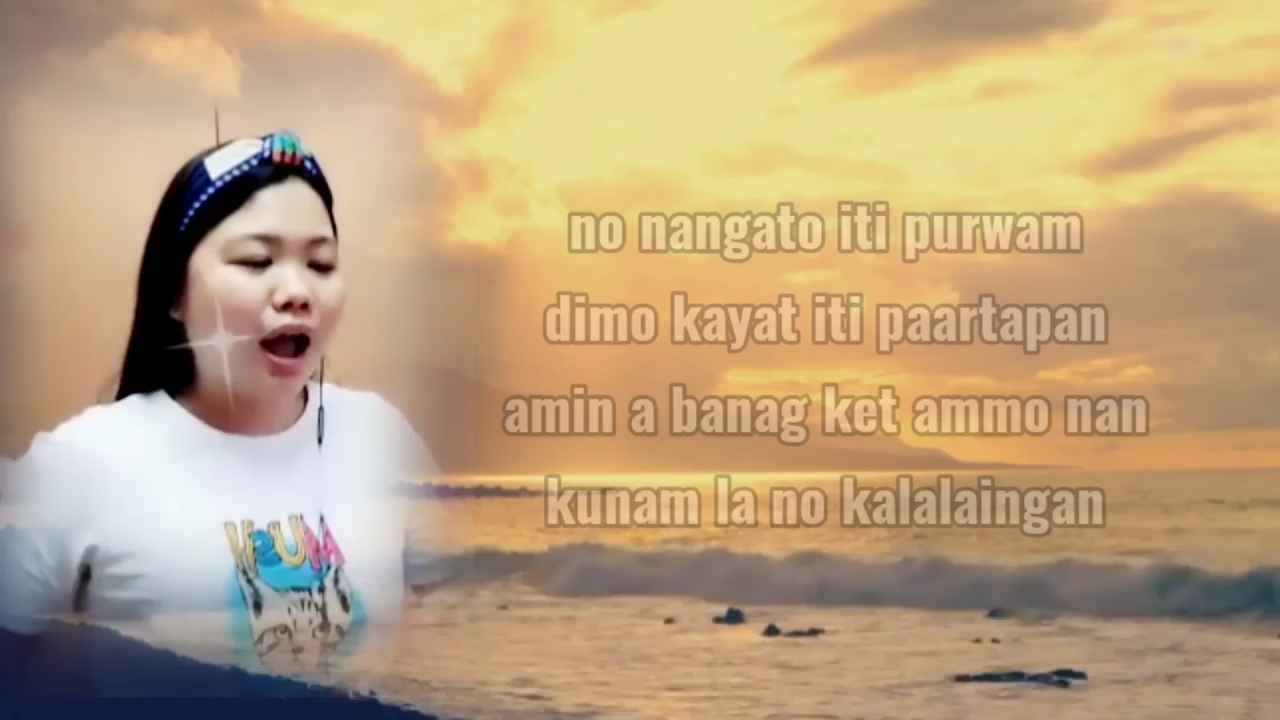 no nangato iti purwam
dimo kayat iti paartapan
amin a banag ket ammo nan
kunam la no kalalaingan